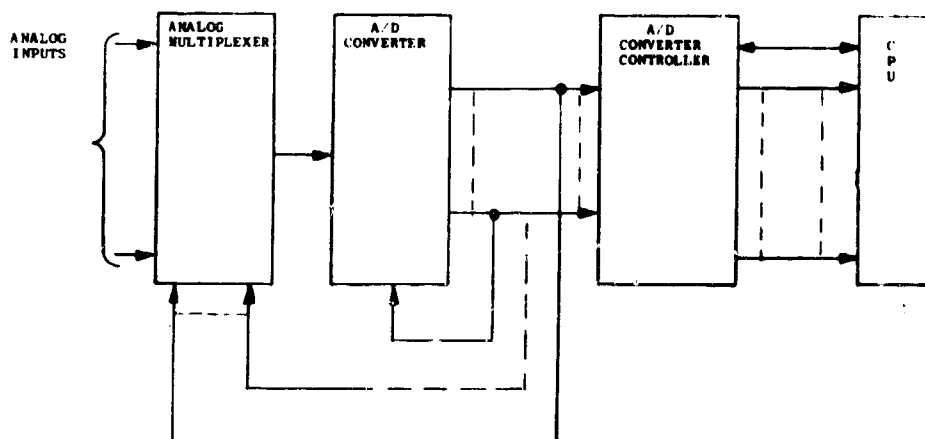 ANALOG
INPUTS
ANALOG
MULTIPLEXER
A/D
CONVERTER
A/D
CONVERTER
CONTROLLER
C
P
U